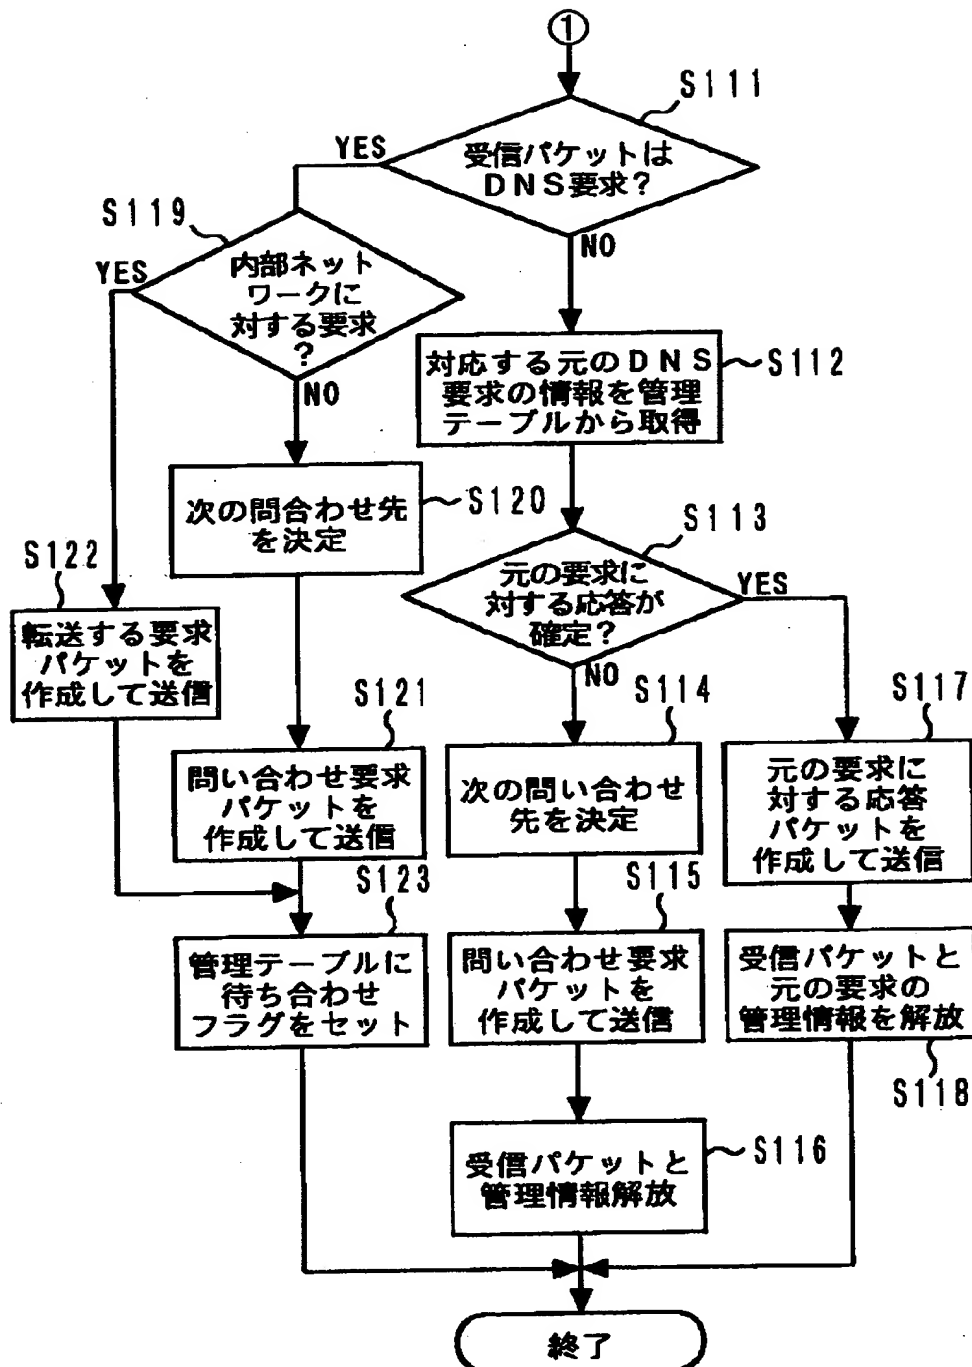 ①
S111
受信パケットは
DNS要求?
YES
NO
S119
内部ネット
ワークに
対する要求
?
YES
NO
対応する元のDNS
要求の情報を管理
テーブルから取得
S112
次の問合わせ先
を決定
S120
S113
元の要求に
対する応答が
確定?
YES
NO
S122
転送する要求
パケットを
作成して送信
S121
問い合わせ要求
パケットを
作成して送信
S114
次の問い合わせ
先を決定
S117
元の要求に
対する応答
パケットを
作成して送信
S123
管理テーブルに
待ち合わせ
フラグをセット
S115
問い合わせ要求
パケットを
作成して送信
受信パケットと
元の要求の
管理情報を解放
S118
受信パケットと
管理情報解放
S116
終了